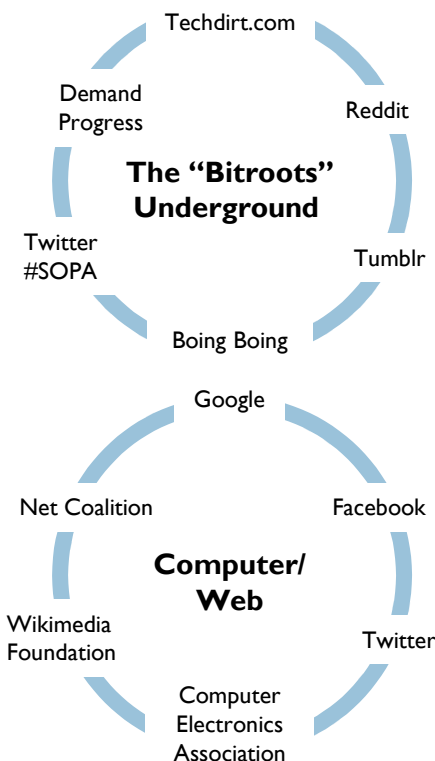 Techdirt.com
Demand
Progress
Reddit
The “Bitroots”
Underground
Twitter
#SOPA
Tumblr
Boing Boing
Google
Net Coalition
Facebook
Computer/
Web
Wikimedia
Foundation
Twitter
Computer
Electronics
Association